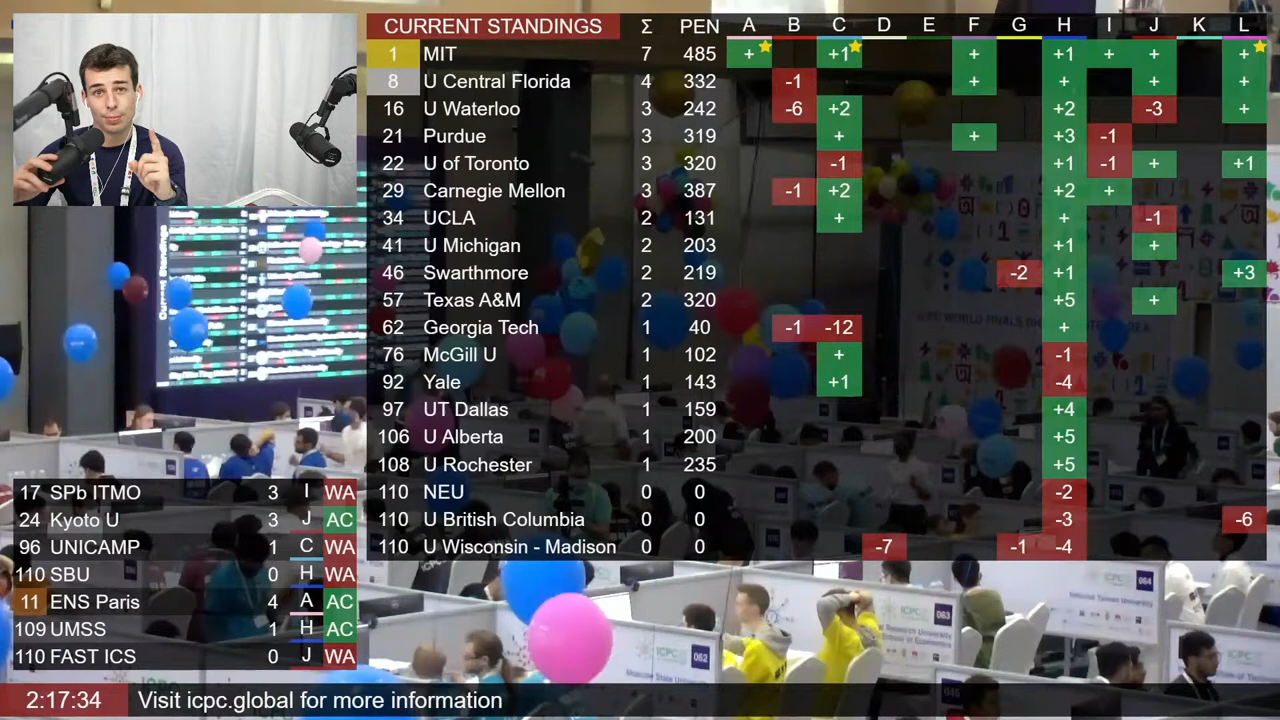 CURRENT STANDINGS Σ PEN A B C D E F G H I J K L
1 MIT 7 485 + +1 + +1 + + +
8 U Central Florida 4 332 -1 + + + +
16 U Waterloo 3 242 -6 +2 +2 -3 +
21 Purdue 3 319 + + +3 -1
22 U of Toronto 3 320 -1 +1 -1 + +1
29 Carnegie Mellon 3 387 -1 +2 +2 +
34 UCLA 2 131 + + -1
41 U Michigan 2 203 +1 +
46 Swarthmore 2 219 -2 +1 +3
57 Texas A&M 2 320 +5 +
62 Georgia Tech 1 40 -1 -12 +
76 McGill U 1 102 + -1
92 Yale 1 143 +1 -4
97 UT Dallas 1 159 +4
106 U Alberta 1 200 +5
108 U Rochester 1 235 +5
110 NEU 0 0 -2
110 U British Columbia 0 0 -3 -6
110 U Wisconsin - Madison 0 0 -7 -1 -4
17 SPb ITMO 3 I WA
24 Kyoto U 3 J AC
96 UNICAMP 1 C WA
110 SBU 0 H WA
11 ENS Paris 4 A AC
109 UMSS 1 H AC
110 FAST ICS 0 J WA
icpc 062
icpc 063
icpc 064
2:17:34 Visit icpc.global for more information